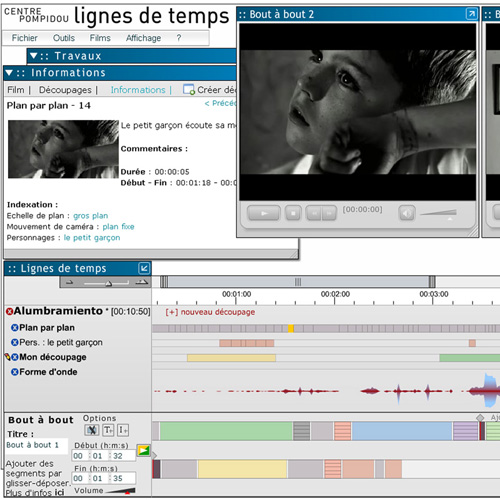 CENTRE
POMPIDOU
lignes de temps
Fichier Outils Films Affichage ?
:: Travaux
:: Informations
Film | Découpages | Informations | Créer dé
Plan par plan - 14
< Précéd
Le petit garçon écoute sa m
Commentaires :
Durée : 00:00:05
Début - Fin : 00:01:18 - 00:0
Indexation :
Echelle de plan : gros plan
Mouvement de caméra : plan fixe
Personnages : le petit garçon
:: Bout à bout 2
:: B
[00:00:00]
:: Lignes de temps
00:01:00 00:02:00 00:03:00
Alumbramiento * [00:10:50]
[+] nouveau découpage
Plan par plan
Pers. : le petit garçon
Mon découpage
Forme d'onde
Bout à bout
Titre :
Bout à bout 1
Ajouter des
segments par
glisser-déposer.
Plus d'infos ici
Options
T+ I+
Début (h:m:s)
00 : 01 : 32
Fin (h:m:s)
00 : 01 : 35
Volume
Ajo